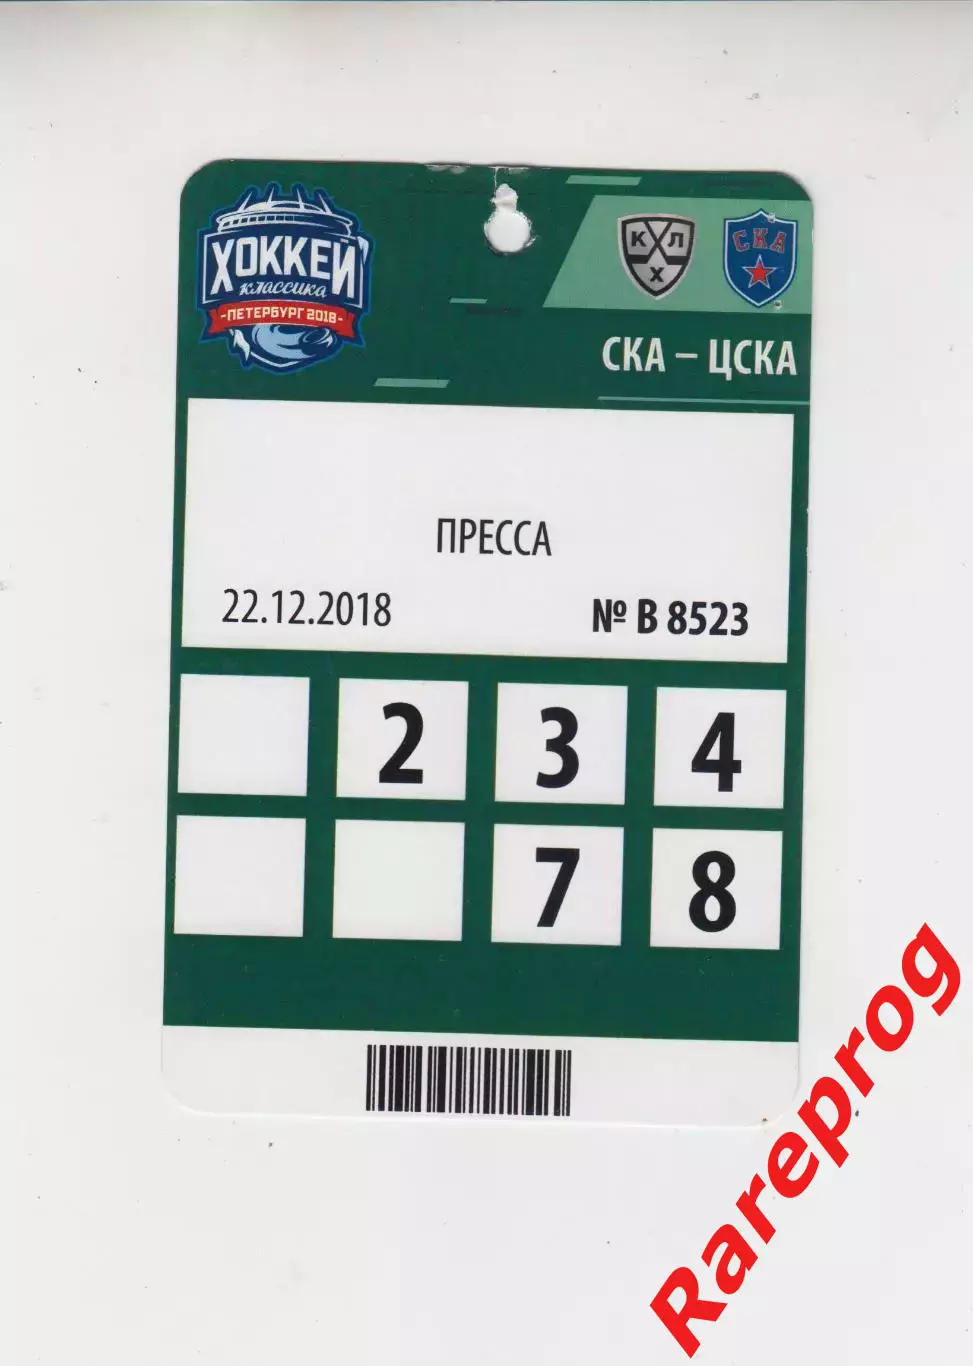 ХОККЕЙ
классика
-ПЕТЕРБУРГ 2018-
КХЛ
СКА
СКА – ЦСКА
ПРЕССА
22.12.2018
№ В 8523
2 3 4
7 8
Rareprog